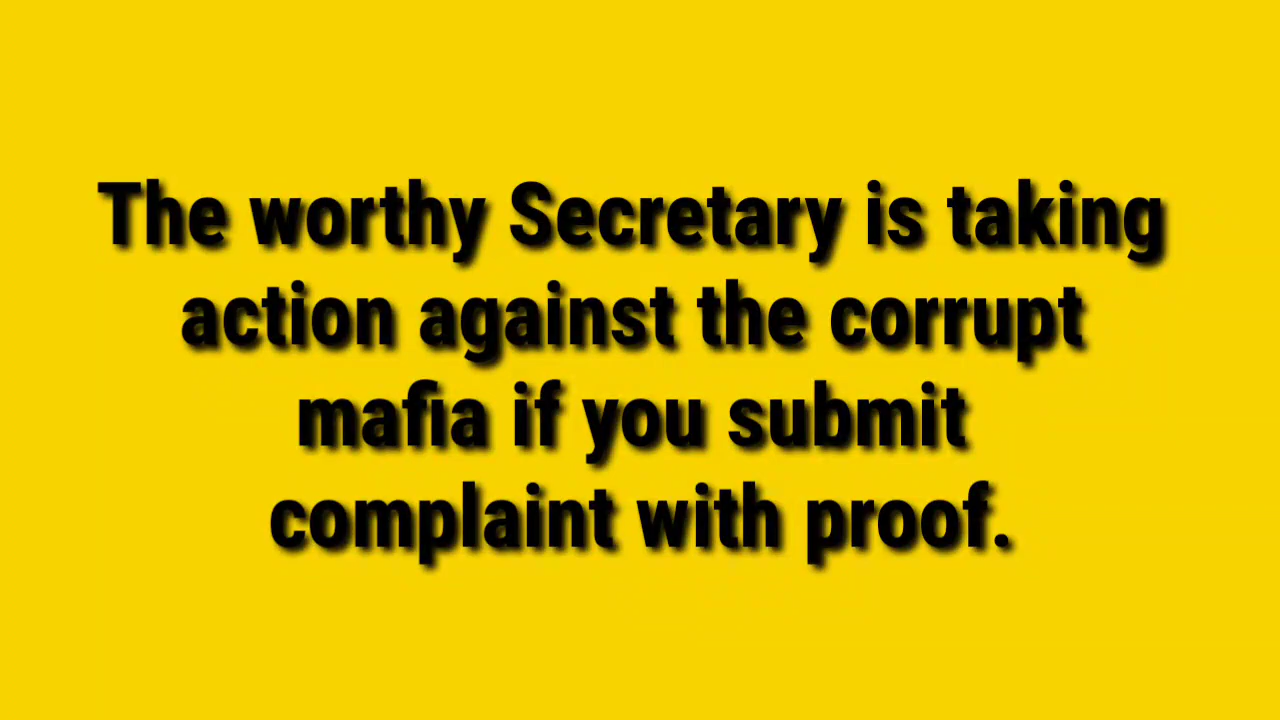 The worthy Secretary is taking
action against the corrupt
mafia if you submit
complaint with proof.